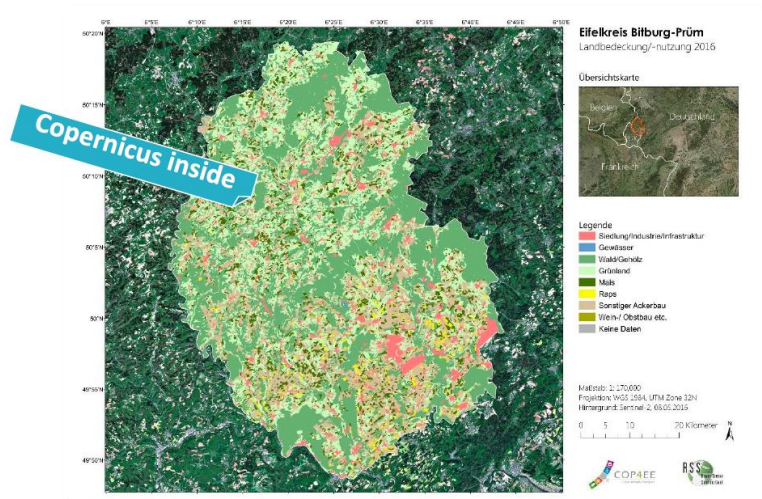 6°5'
6°10'E
6°15'E
6°20'E
6°25'E
6°30'E
6°35'E
6°40'E
6°45'E
6°50'E
50°20'N
50°15'N
50°10'N
50°5'N
50°N
49°55'N
49°50'N
Copernicus inside
Eifelkreis Bitburg-Prüm
Landbedeckung/-nutzung 2016
Übersichtskarte
Belgien
Deutschland
Frankreich
Legende
Siedlung/Industrie/Infrastruktur
Gewässer
Wald/Gehölz
Grünland
Mais
Raps
Sonstiger Ackerbau
Wein-/ Obstbau etc.
Keine Daten
Maßstab: 1: 170,000
Projektion: WGS 1984, UTM Zone 32N
Hintergrund: Sentinel-2, 08.05.2016
0 5 10 20 Kilometer
N
COP4EE
RSS